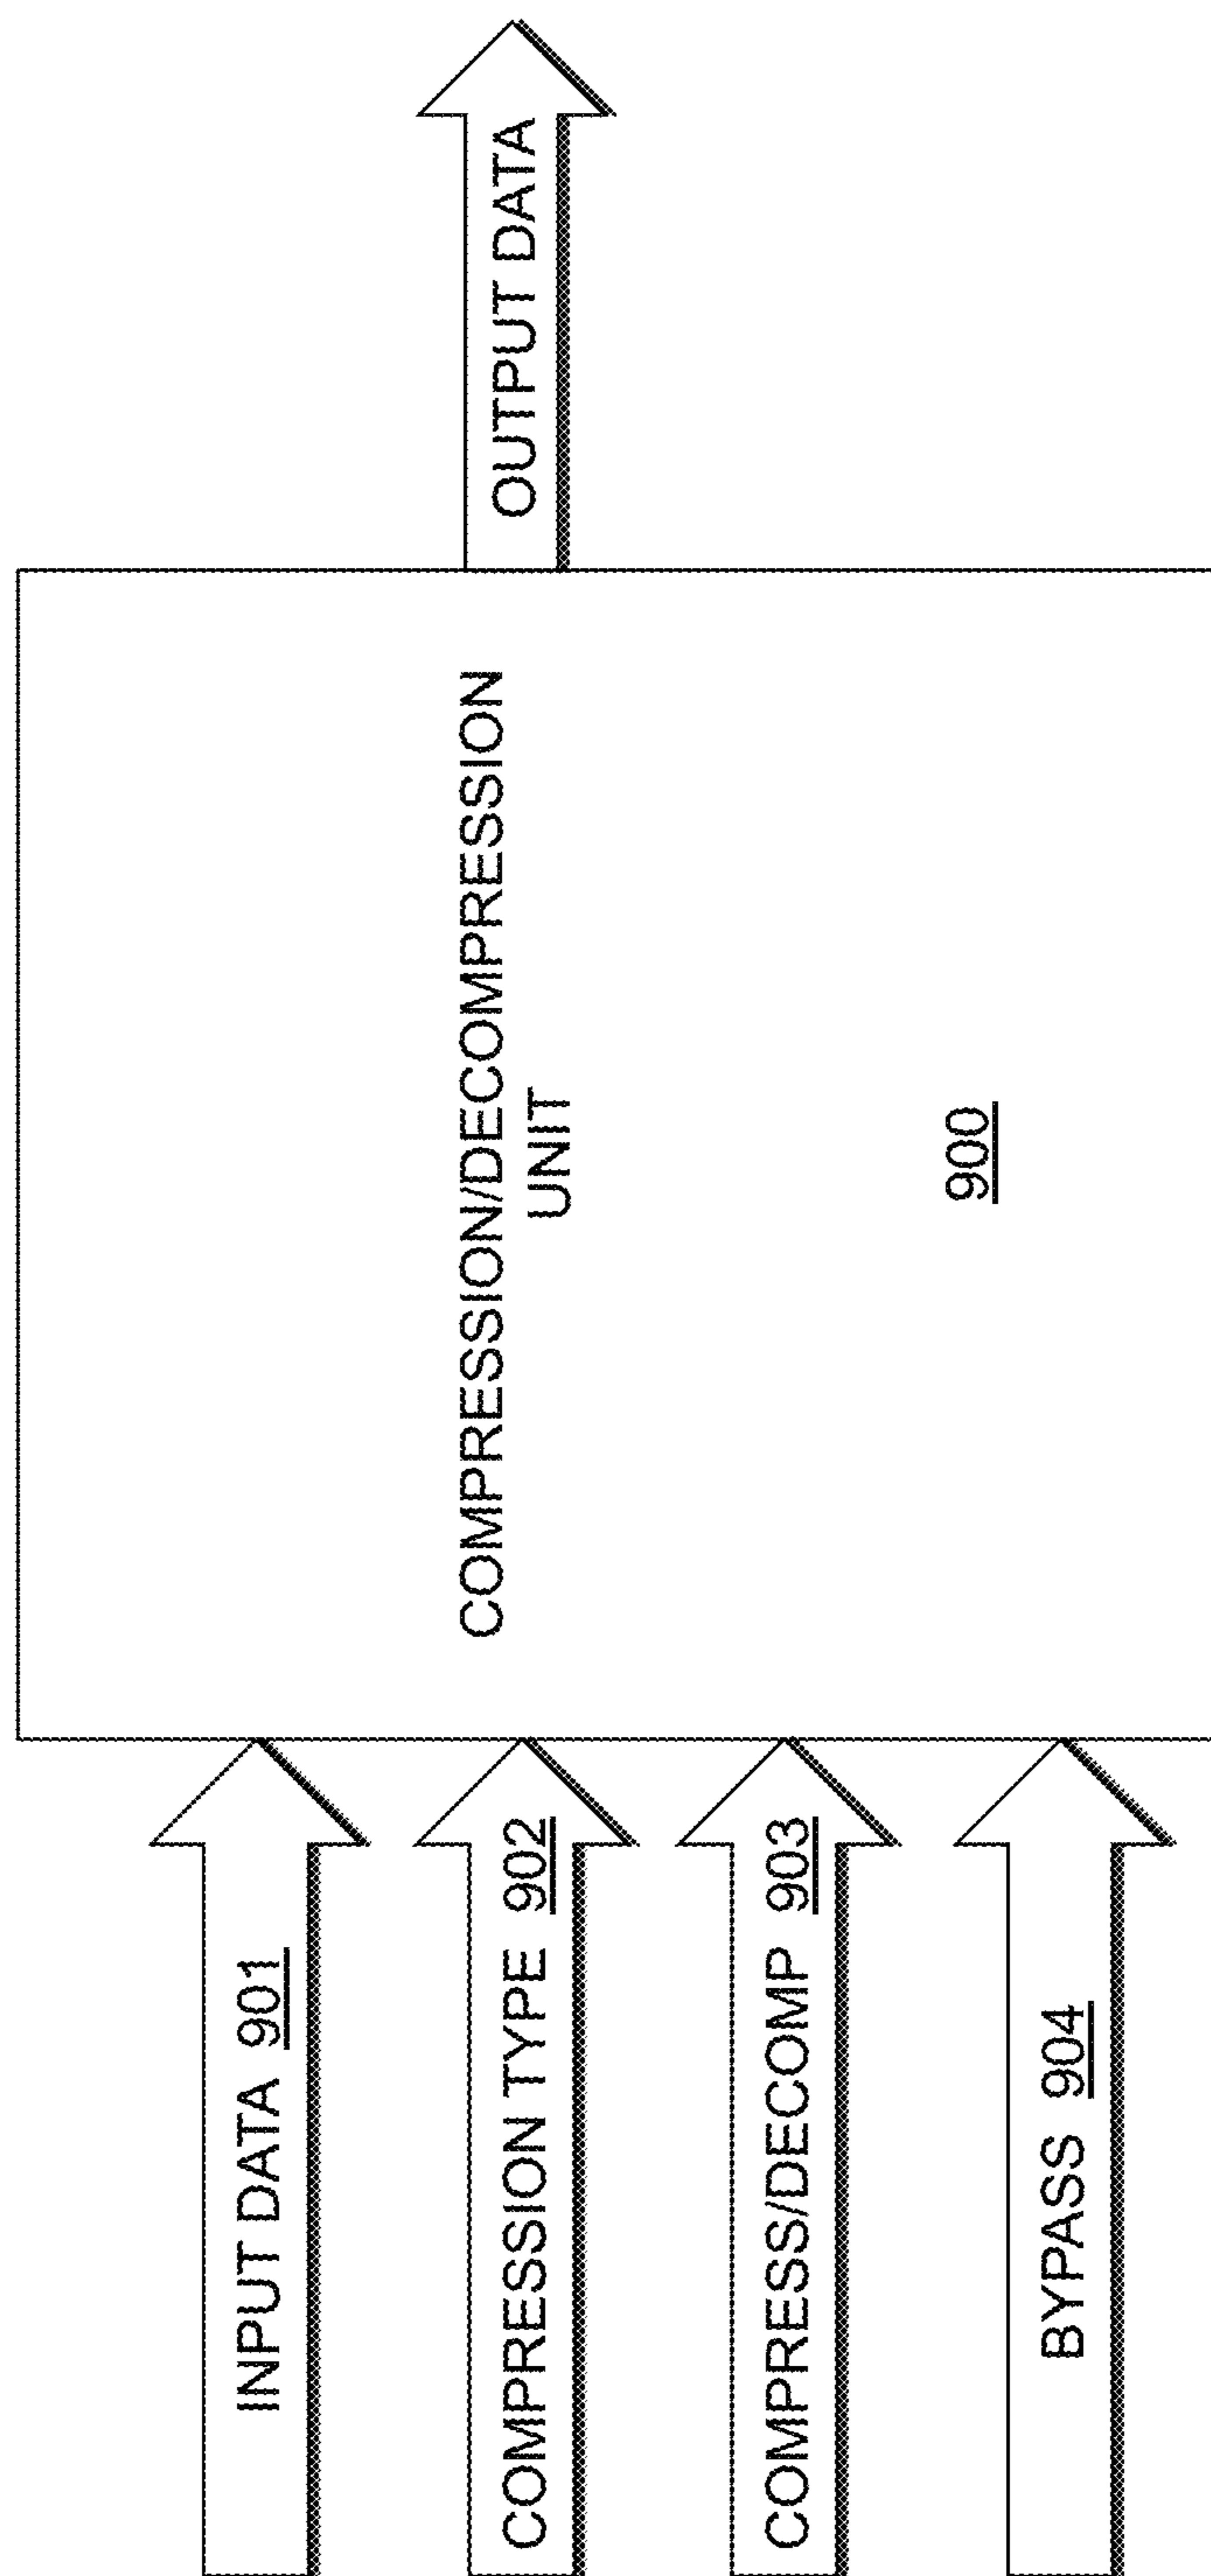 INPUT DATA 901
COMPRESSION TYPE 902
COMPRESS/DECOMP 903
BYPASS 904
COMPRESSION/DECOMPRESSION
UNIT
900
OUTPUT DATA